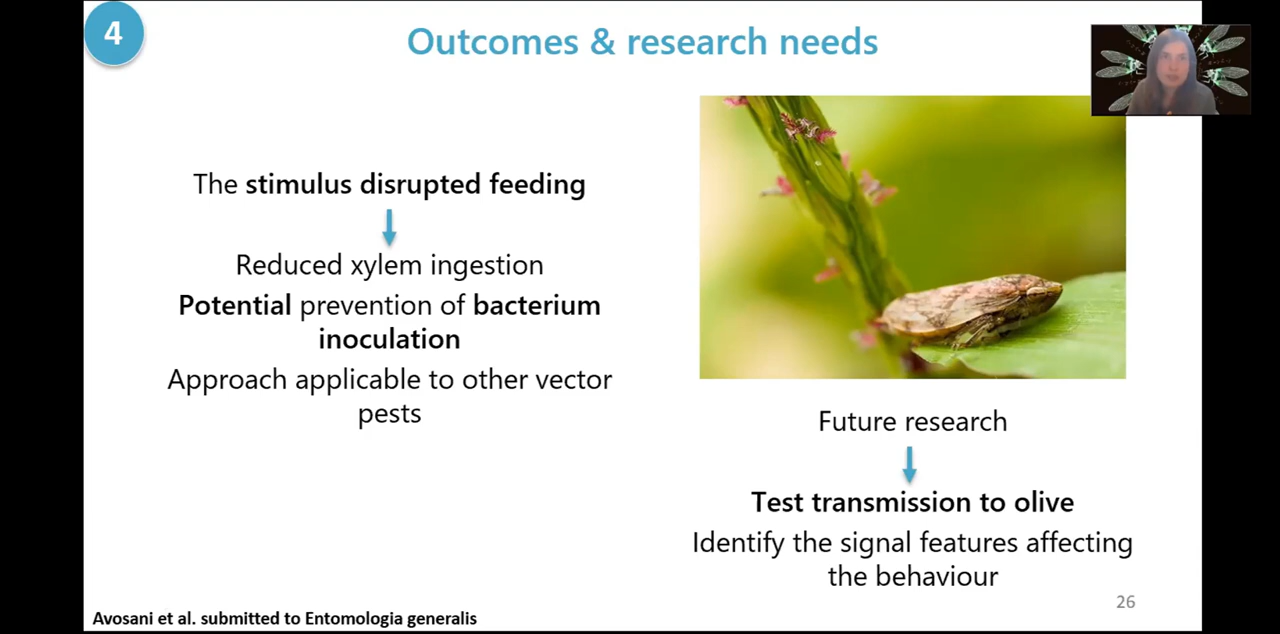 4
Outcomes & research needs
The stimulus disrupted feeding
Reduced xylem ingestion
Potential prevention of bacterium
inoculation
Approach applicable to other vector
pests
Future research
Test transmission to olive
Identify the signal features affecting
the behaviour
26
Avosani et al. submitted to Entomologia generalis